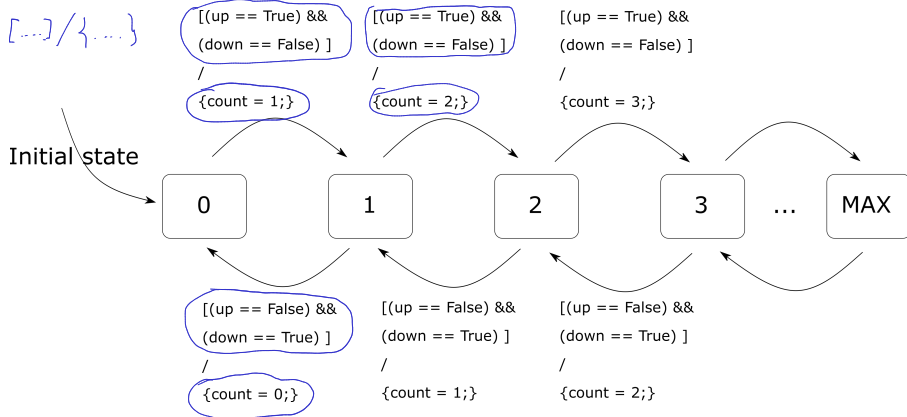 [....]/{....}
[(up == True) &&
(down == False) ]
/
{count = 1;}
[(up == True) &&
(down == False) ]
/
{count = 2;}
[(up == True) &&
(down == False) ]
/
{count = 3;}
Initial state
0
1
2
3
...
MAX
[(up == False) &&
(down == True) ]
/
{count = 0;}
[(up == False) &&
(down == True) ]
/
{count = 1;}
[(up == False) &&
(down == True) ]
/
{count = 2;}